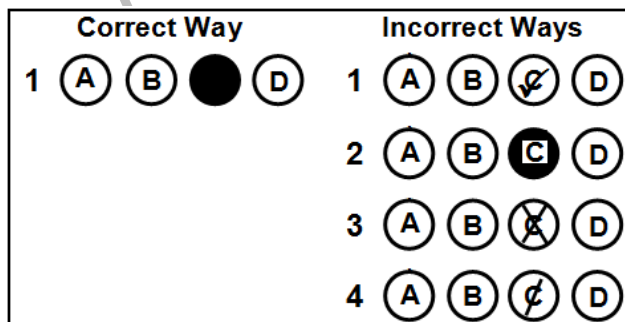 Correct Way
1 A B D
Incorrect Ways
1 A B C D
2 A B C D
3 A B C D
4 A B C D